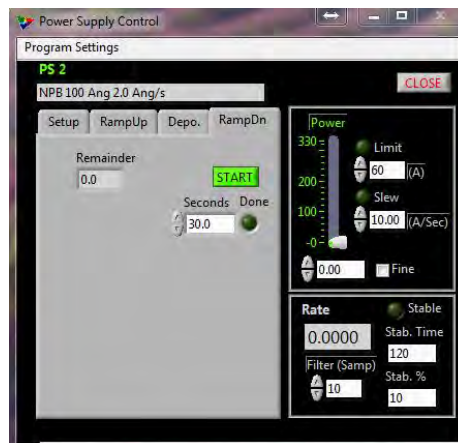 Power Supply Control
Program Settings
PS 2
NPB 100 Ang 2.0 Ang/s
CLOSE
Setup RampUp Depo. RampDn
Remainder
0.0
START
Seconds Done
30.0
Power
330
200
100
-0
0.00
Fine
Limit
60 (A)
Slew
10.00 (A/Sec)
Rate
Stable
0.0000
Stab. Time
120
Filter (Samp)
10
Stab. %
10